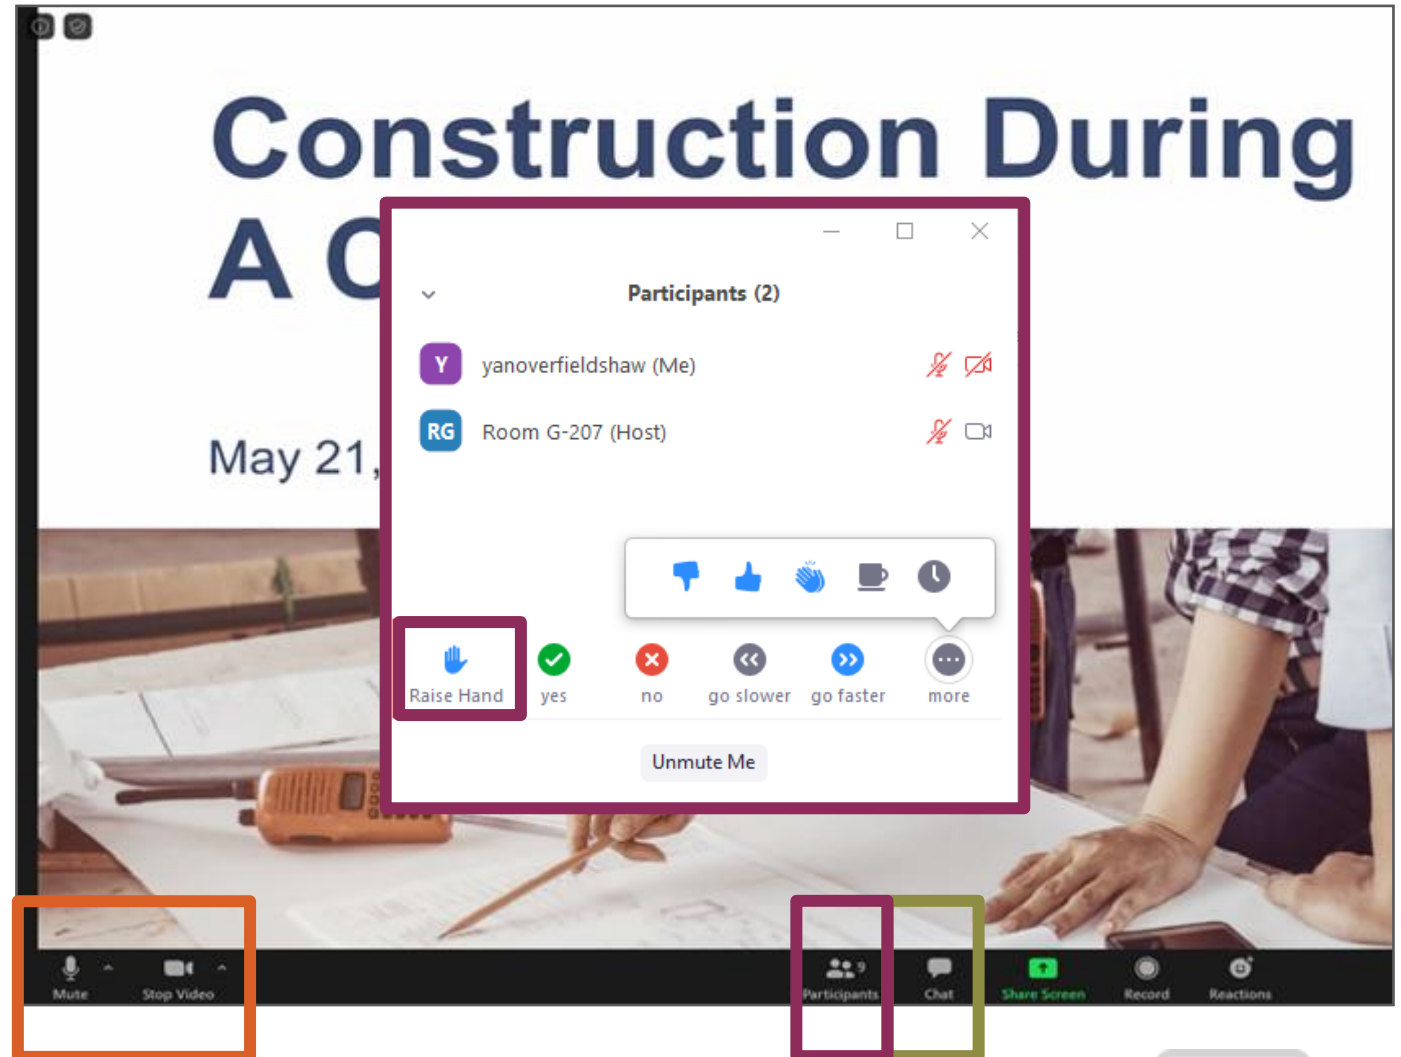 Construction During
A C
May 21,
Participants (2)
Y yanoverfieldshaw (Me)
RG Room G-207 (Host)
Raise Hand yes no go slower go faster more
Unmute Me
Mute Stop Video 9 Participants Chat Share Screen Record Reactions